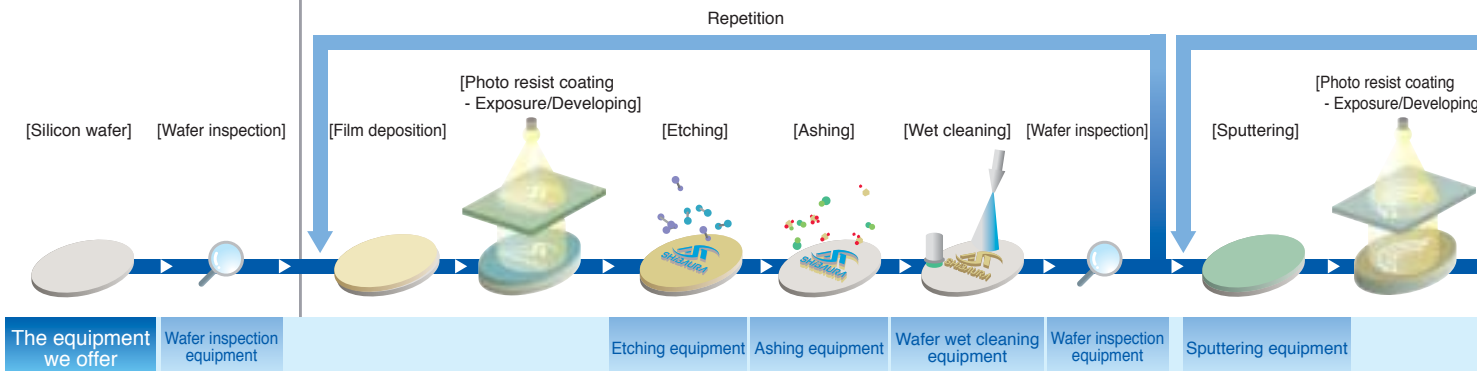 Repetition
[Photo resist coating
- Exposure/Developing]
[Photo resist coating
- Exposure/Developing
[Silicon wafer]
[Wafer inspection]
[Film deposition]
[Etching]
[Ashing]
[Wet cleaning]
[Wafer inspection]
[Sputtering]
SHIBAURA
SHIBAURA
SHIBAURA
The equipment
we offer
Wafer inspection
equipment
Etching equipment
Ashing equipment
Wafer wet cleaning
equipment
Wafer inspection
equipment
Sputtering equipment